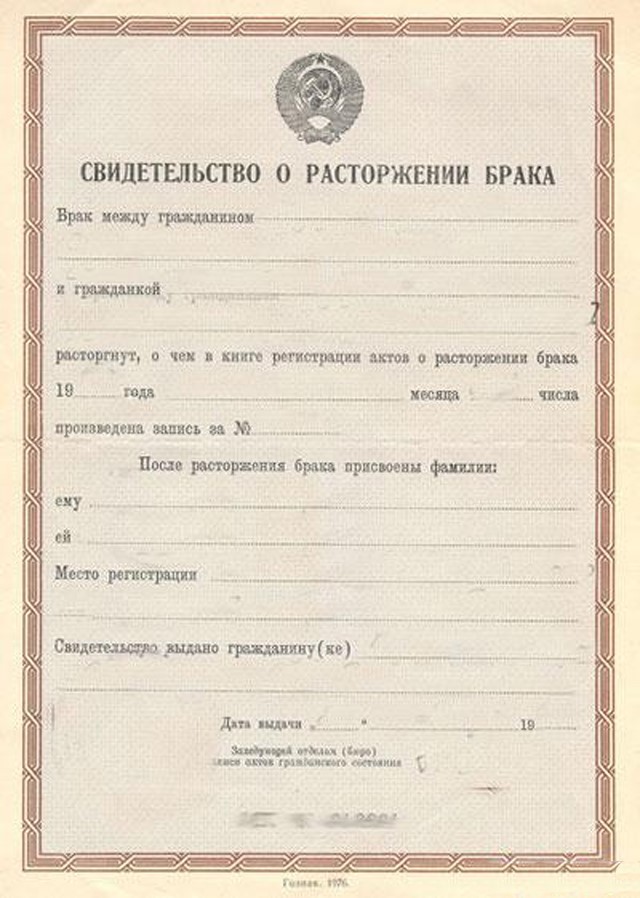 СВИДЕТЕЛЬСТВО О РАСТОРЖЕНИИ БРАКА
Брак между гражданином
и гражданкой
расторгнут, о чем в книге регистрации актов о расторжении брака
19 года месяца числа
произведена запись за №
После расторжения брака присвоены фамилии:
ему
ей
Место регистрации
Свидетельство выдано гражданину(ке)
Дата выдачи „ “ 19
Заведующий отделом (бюро)
записи актов гражданского состояния
Гознак. 1976.